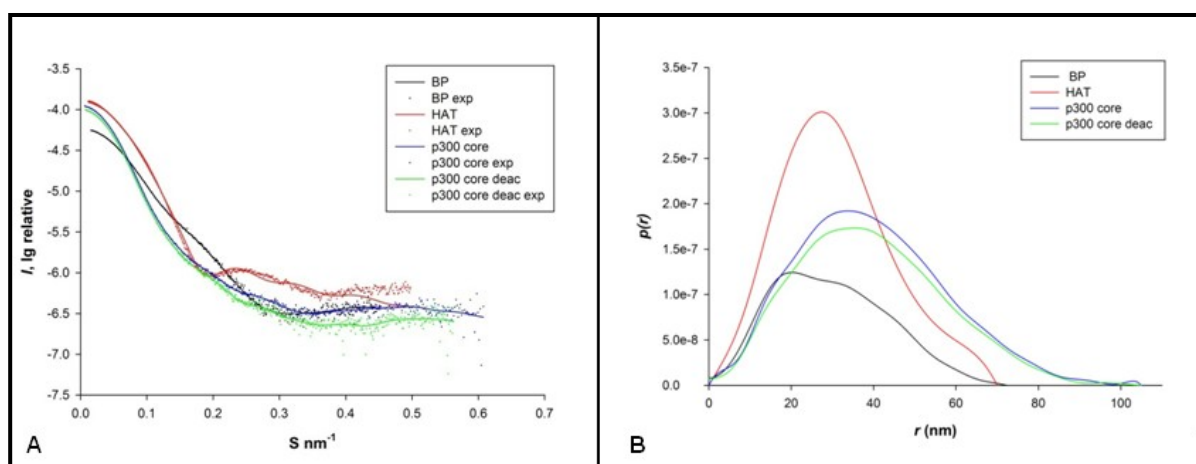 -3.5
-4.0
-4.5
-5.0
-5.5
-6.0
-6.5
-7.0
-7.5
I, lg relative
0.0 0.1 0.2 0.3 0.4 0.5 0.6 0.7
S nm⁻¹
BP
BP exp
HAT
HAT exp
p300 core
p300 core exp
p300 core deac
p300 core deac exp
A
3.5e-7
3.0e-7
2.5e-7
2.0e-7
1.5e-7
1.0e-7
5.0e-8
0.0
p(r)
0 20 40 60 80 100
r (nm)
BP
HAT
p300 core
p300 core deac
B